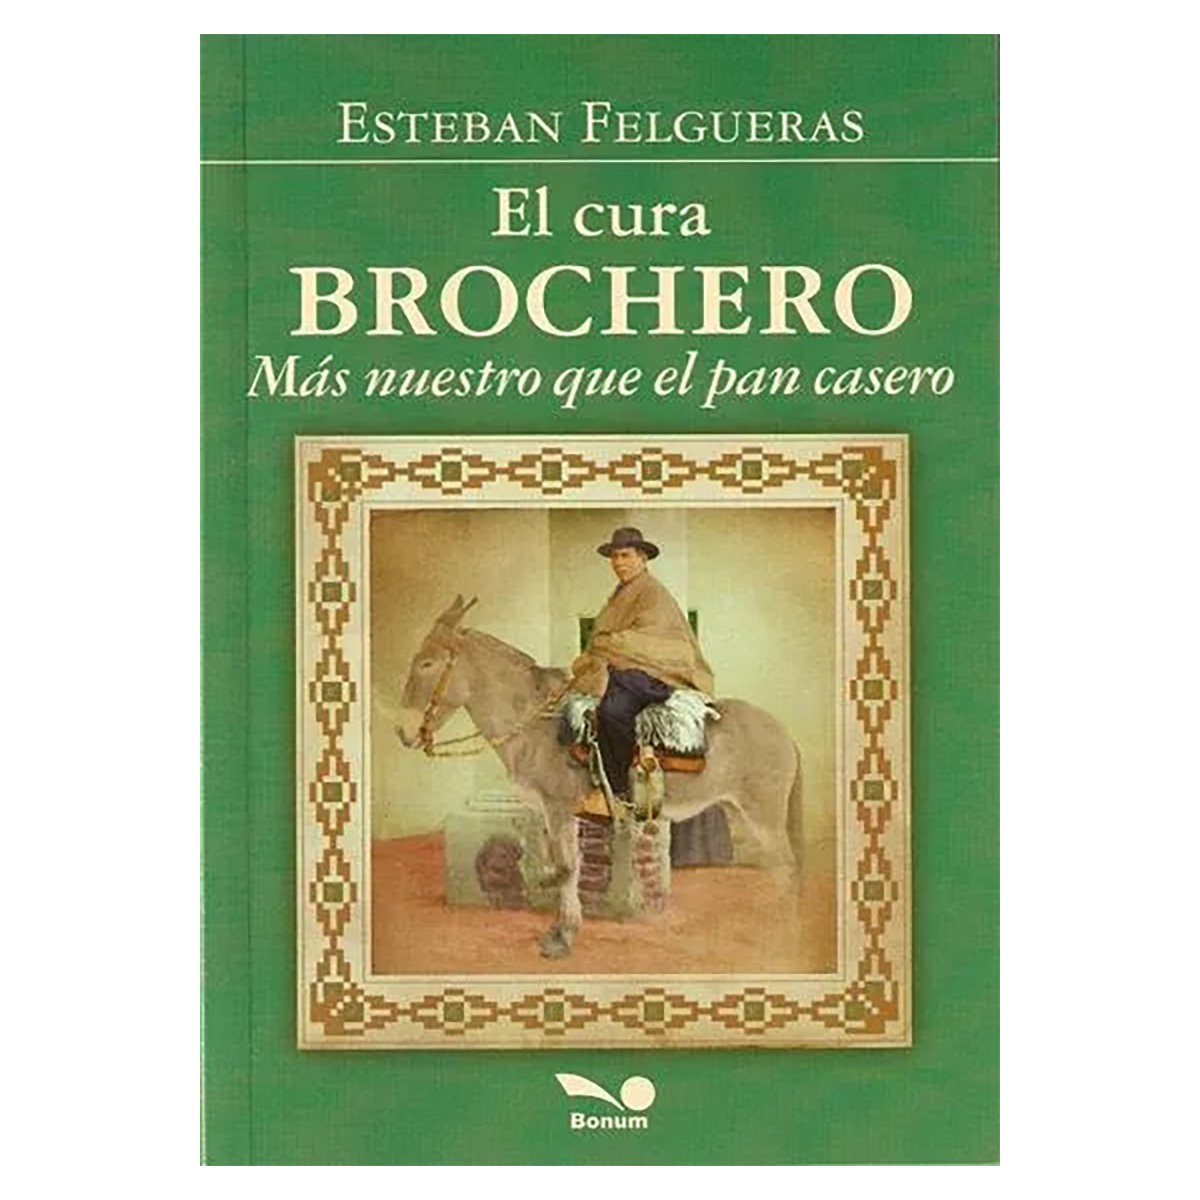 ESTEBAN FELGUERAS
El cura
BROCHERO
Más nuestro que el pan casero
Bonum